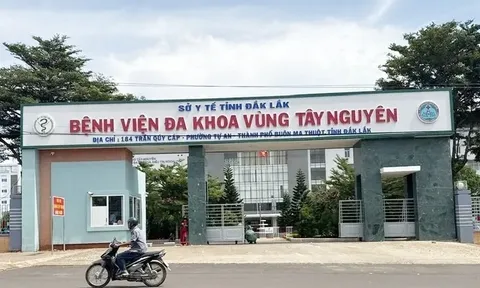 SỞ Y TẾ TỈNH ĐẮK LẮK
BỆNH VIỆN ĐA KHOA VÙNG TÂY NGUYÊN
ĐỊA CHỈ : 184 TRẦN QUÝ CÁP - PHƯỜNG TỰ AN - THÀNH PHỐ BUÔN MA THUỘT, TỈNH ĐẮK LẮK